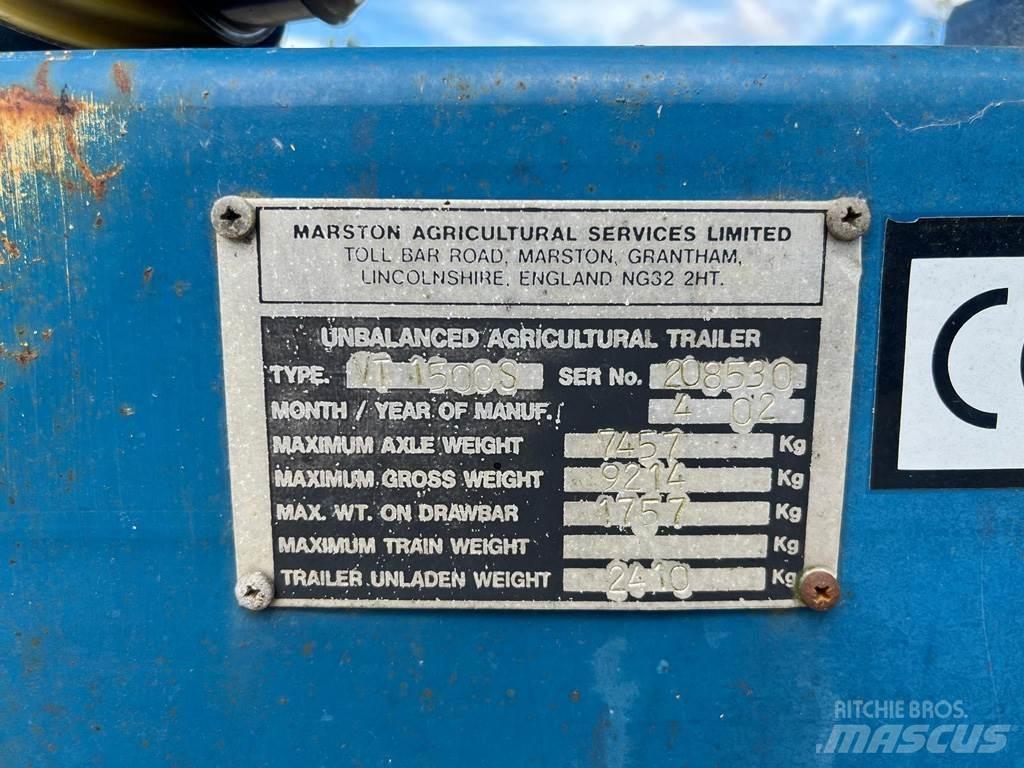 MARSTON AGRICULTURAL SERVICES LIMITED
TOLL BAR ROAD, MARSTON, GRANTHAM,
LINCOLNSHIRE, ENGLAND NG32 2HT.
UNBALANCED AGRICULTURAL TRAILER
TYPE. VT 1500S SER No. 208530
MONTH / YEAR OF MANUF. 4 02
MAXIMUM AXLE WEIGHT 7457 Kg
MAXIMUM GROSS WEIGHT 9214 Kg
MAX. WT. ON DRAWBAR 1757 Kg
MAXIMUM TRAIN WEIGHT Kg
TRAILER UNLADEN WEIGHT 2410 Kg
RITCHIE BROS.
MASCUS